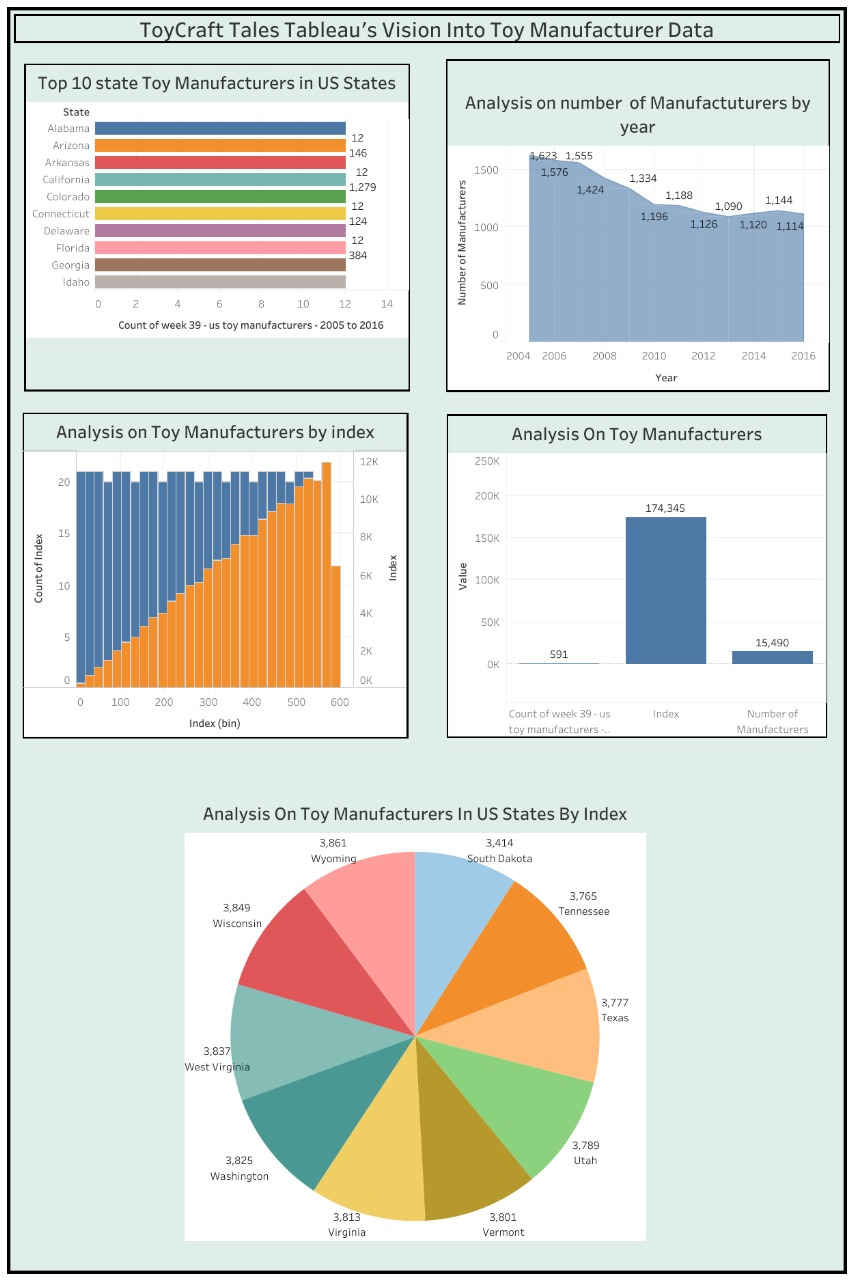 ToyCraft Tales Tableau's Vision Into Toy Manufacturer Data
Top 10 state Toy Manufacturers in US States
State
Alabama
12
Arizona
146
Arkansas
12
California
1,279
Colorado
12
Connecticut
124
Delaware
12
Florida
384
Georgia
Idaho
0 2 4 6 8 10 12 14
Count of week 39 - us toy manufacturers - 2005 to 2016
Analysis on number of Manufactuturers by
year
Number of Manufacturers
1500
1000
500
0
1,623 1,555
1,576
1,424
1,334
1,196
1,188
1,126
1,090
1,120
1,144
1,114
2004 2006 2008 2010 2012 2014 2016
Year
Analysis on Toy Manufacturers by index
Count of Index
20
15
10
5
0
12K
10K
8K
6K
4K
2K
0K
Index
0 100 200 300 400 500 600
Index (bin)
Analysis On Toy Manufacturers
Value
250K
200K
150K
100K
50K
0K
591
174,345
15,490
Count of week 39 - us
toy manufacturers -..
Index
Number of
Manufacturers
Analysis On Toy Manufacturers In US States By Index
3,861
Wyoming
3,414
South Dakota
3,765
Tennessee
3,849
Wisconsin
3,777
Texas
3,837
West Virginia
3,789
Utah
3,825
Washington
3,813
Virginia
3,801
Vermont